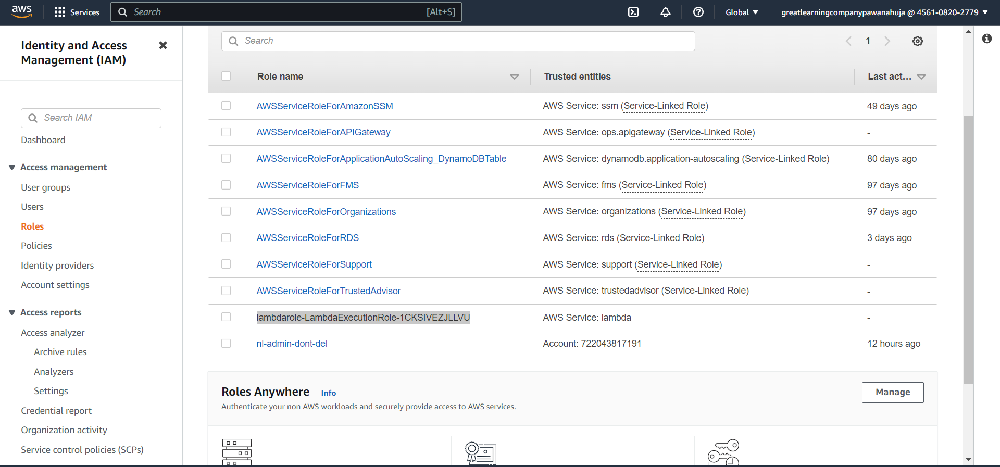 aws
Services
Search
[Alt+S]
Global
greatlearningcompanypawanahuja @ 4561-0820-2779
Identity and Access
Management (IAM)
Search IAM
Dashboard
Access management
User groups
Users
Roles
Policies
Identity providers
Account settings
Access reports
Access analyzer
Archive rules
Analyzers
Settings
Credential report
Organization activity
Service control policies (SCPs)
Search
1
Role name Trusted entities Last act...
AWSServiceRoleForAmazonSSM AWS Service: ssm (Service-Linked Role) 49 days ago
AWSServiceRoleForAPIGateway AWS Service: ops.apigateway (Service-Linked Role) -
AWSServiceRoleForApplicationAutoScaling_DynamoDBTable AWS Service: dynamodb.application-autoscaling (Service-Linked Role) 80 days ago
AWSServiceRoleForFMS AWS Service: fms (Service-Linked Role) 97 days ago
AWSServiceRoleForOrganizations AWS Service: organizations (Service-Linked Role) 97 days ago
AWSServiceRoleForRDS AWS Service: rds (Service-Linked Role) 3 days ago
AWSServiceRoleForSupport AWS Service: support (Service-Linked Role) -
AWSServiceRoleForTrustedAdvisor AWS Service: trustedadvisor (Service-Linked Role) -
lambdarole-LambdaExecutionRole-1CKSIVEZJLLVU AWS Service: lambda -
nl-admin-dont-del Account: 722043817191 12 hours ago
Roles Anywhere Info
Manage
Authenticate your non AWS workloads and securely provide access to AWS services.